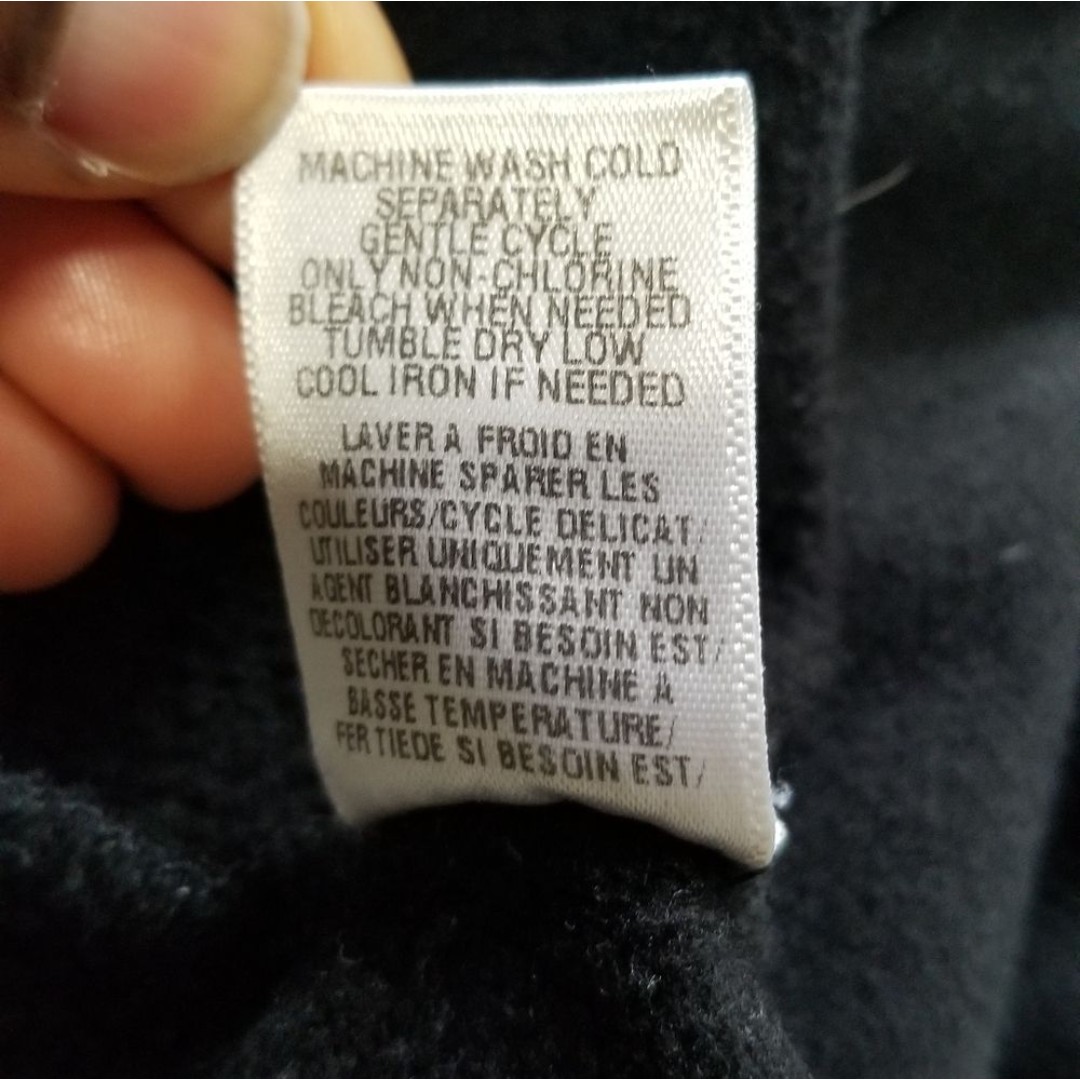 MACHINE WASH COLD
SEPARATELY
GENTLE CYCLE
ONLY NON-CHLORINE
BLEACH WHEN NEEDED
TUMBLE DRY LOW
COOL IRON IF NEEDED
LAVER A FROID EN
MACHINE SPARER LES
COULEURS/CYCLE DELICAT/
UTILISER UNIQUEMENT UN
AGENT BLANCHISSANT NON
DECOLORANT SI BESOIN EST/
SECHER EN MACHINE A
BASSE TEMPERATURE/
FER TIEDE SI BESOIN EST/